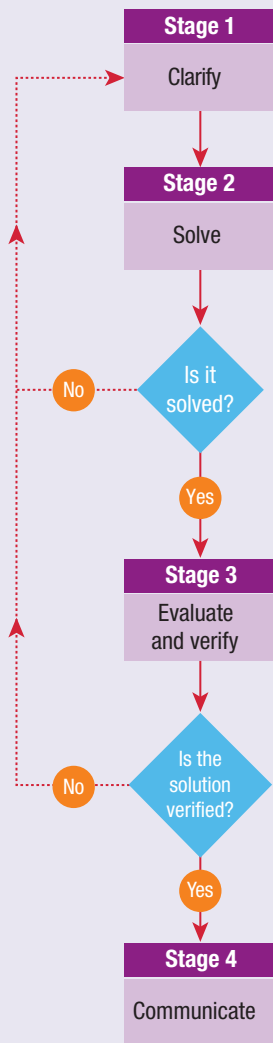 Stage 1
Clarify
Stage 2
Solve
Is it
solved?
No
Yes
Stage 3
Evaluate
and verify
Is the
solution
verified?
No
Yes
Stage 4
Communicate